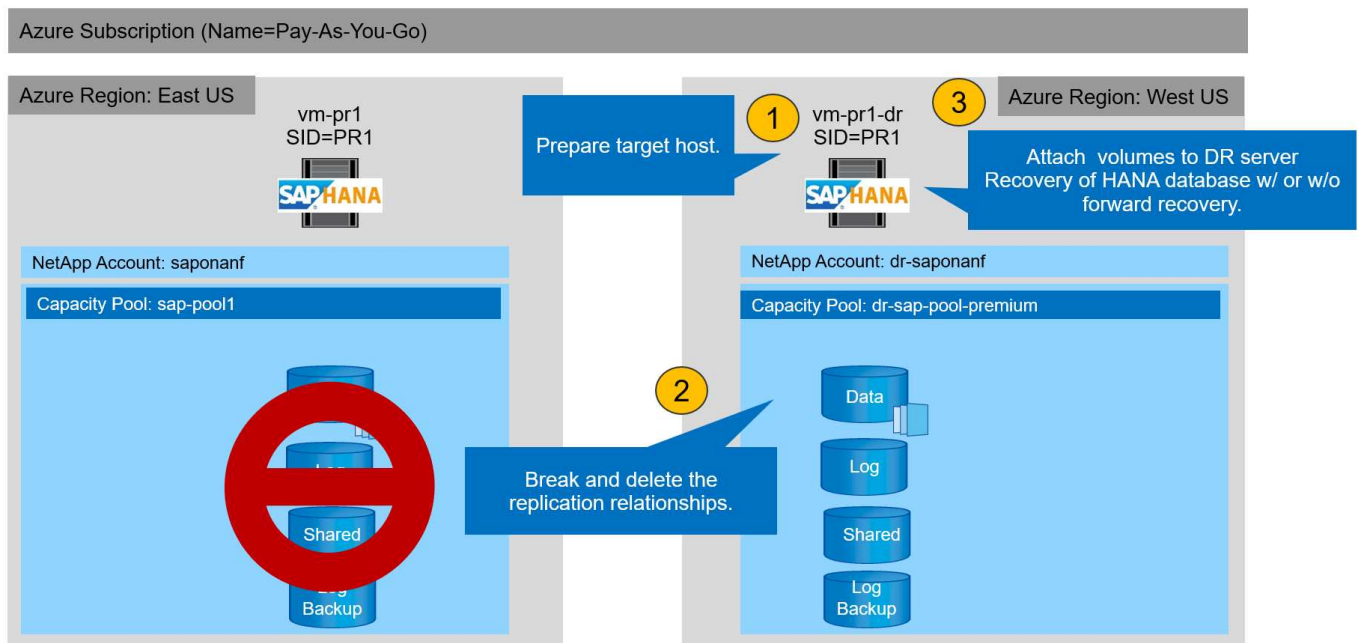 Azure Subscription (Name=Pay-As-You-Go)
Azure Region: East US
vm-pr1
SID=PR1
SAP HANA
NetApp Account: saponanf
Capacity Pool: sap-pool1
Shared
Backup
Prepare target host.
1
2
Break and delete the
replication relationships.
vm-pr1-dr
SID=PR1
SAP HANA
3
Azure Region: West US
Attach volumes to DR server
Recovery of HANA database w/ or w/o
forward recovery.
NetApp Account: dr-saponanf
Capacity Pool: dr-sap-pool-premium
Data
Log
Shared
Log
Backup